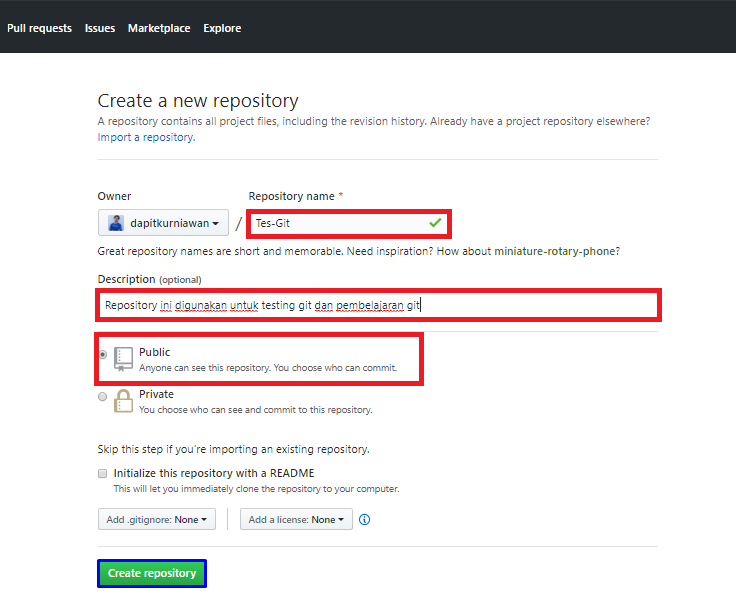 Pull requests Issues Marketplace Explore
Create a new repository
A repository contains all project files, including the revision history. Already have a project repository elsewhere?
Import a repository.
Owner Repository name *
dapitkurniawan / Tes-Git
Great repository names are short and memorable. Need inspiration? How about miniature-rotary-phone?
Description (optional)
Repository ini digunakan untuk testing git dan pembelajaran git
Public
Anyone can see this repository. You choose who can commit.
Private
You choose who can see and commit to this repository.
Skip this step if you're importing an existing repository.
Initialize this repository with a README
This will let you immediately clone the repository to your computer.
Add .gitignore: None Add a license: None
Create repository